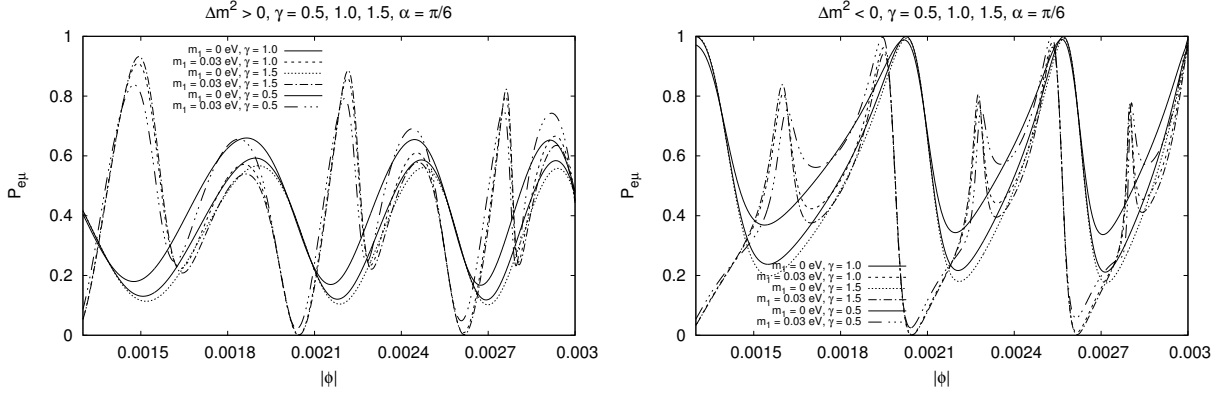 Δm² > 0, γ = 0.5, 1.0, 1.5, α = π/6
P_eμ
1
0.8
0.6
0.4
0.2
0
m₁ = 0 eV, γ = 1.0
m₁ = 0.03 eV, γ = 1.0
m₁ = 0 eV, γ = 1.5
m₁ = 0.03 eV, γ = 1.5
m₁ = 0 eV, γ = 0.5
m₁ = 0.03 eV, γ = 0.5
0.0015 0.0018 0.0021 0.0024 0.0027 0.003
|ϕ|
Δm² < 0, γ = 0.5, 1.0, 1.5, α = π/6
P_eμ
1
0.8
0.6
0.4
0.2
0
m₁ = 0 eV, γ = 1.0
m₁ = 0.03 eV, γ = 1.0
m₁ = 0 eV, γ = 1.5
m₁ = 0.03 eV, γ = 1.5
m₁ = 0 eV, γ = 0.5
m₁ = 0.03 eV, γ = 0.5
0.0015 0.0018 0.0021 0.0024 0.0027 0.003
|ϕ|